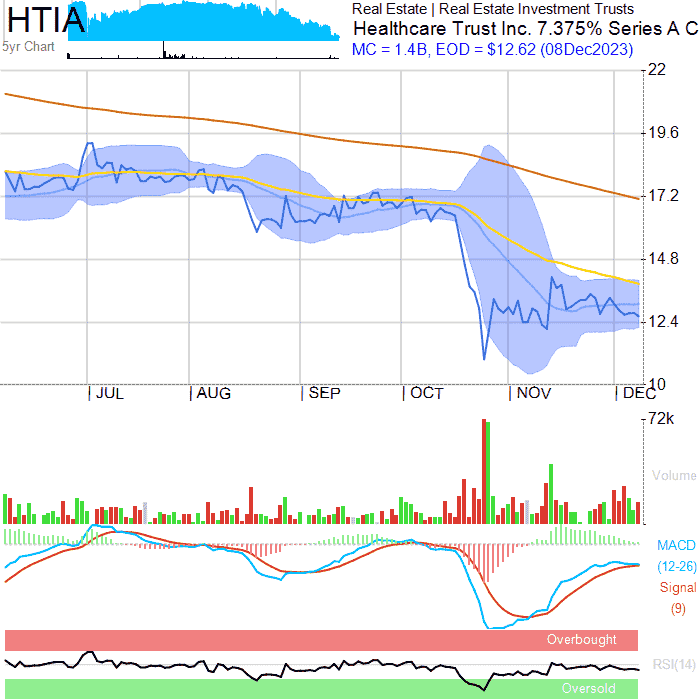 HTIA
5yr Chart
Real Estate | Real Estate Investment Trusts
Healthcare Trust Inc. 7.375% Series A C
MC = 1.4B, EOD = $12.62 (08Dec2023)
22
19.6
17.2
14.8
12.4
10
JUL
AUG
SEP
OCT
NOV
DEC
72k
Volume
MACD
(12-26)
Signal
(9)
Overbought
RSI(14)
Oversold